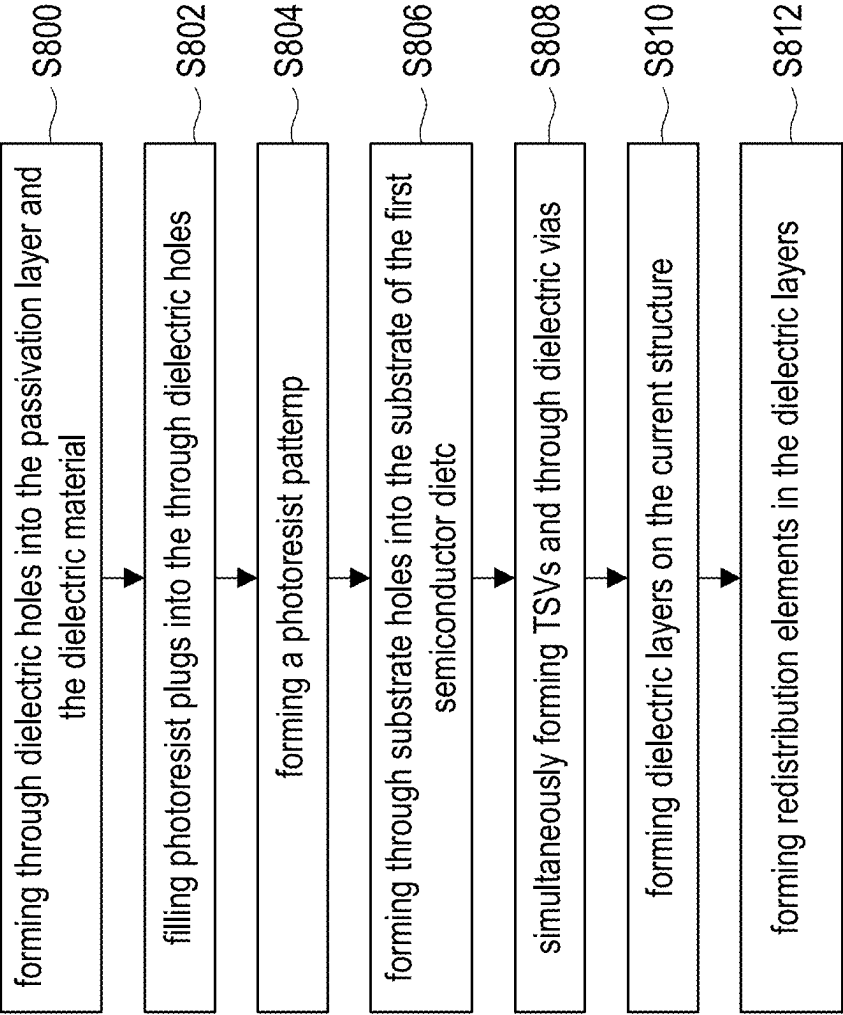 forming through dielectric holes into the passivation layer and
the dielectric material
S800
filling photoresist plugs into the through dielectric holes
S802
forming a photoresist patternp
S804
forming through substrate holes into the substrate of the first
semiconductor dietc
S806
simultaneously forming TSVs and through dielectric vias
S808
forming dielectric layers on the current structure
S810
forming redistribution elements in the dielectric layers
S812